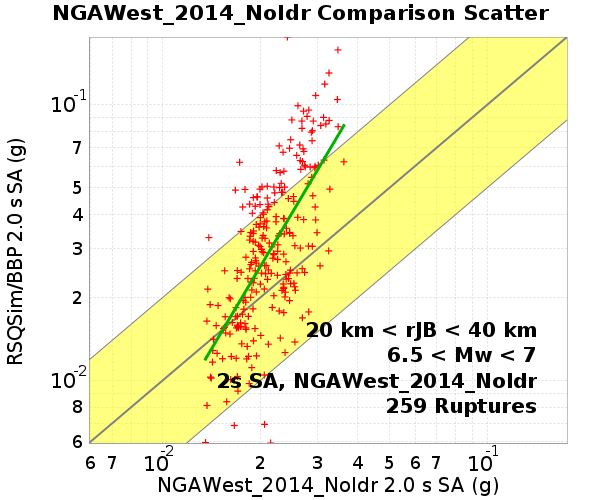 NGAWest_2014_NoIdr Comparison Scatter
RSQSim/BBP 2.0 s SA (g)
10-1
7
5
4
3
2
10-2
8
6
20 km < rJB < 40 km
6.5 < Mw < 7
2s SA, NGAWest_2014_NoIdr
259 Ruptures
6 7 10-2 2 3 4 5 6 7 10-1
NGAWest_2014_NoIdr 2.0 s SA (g)